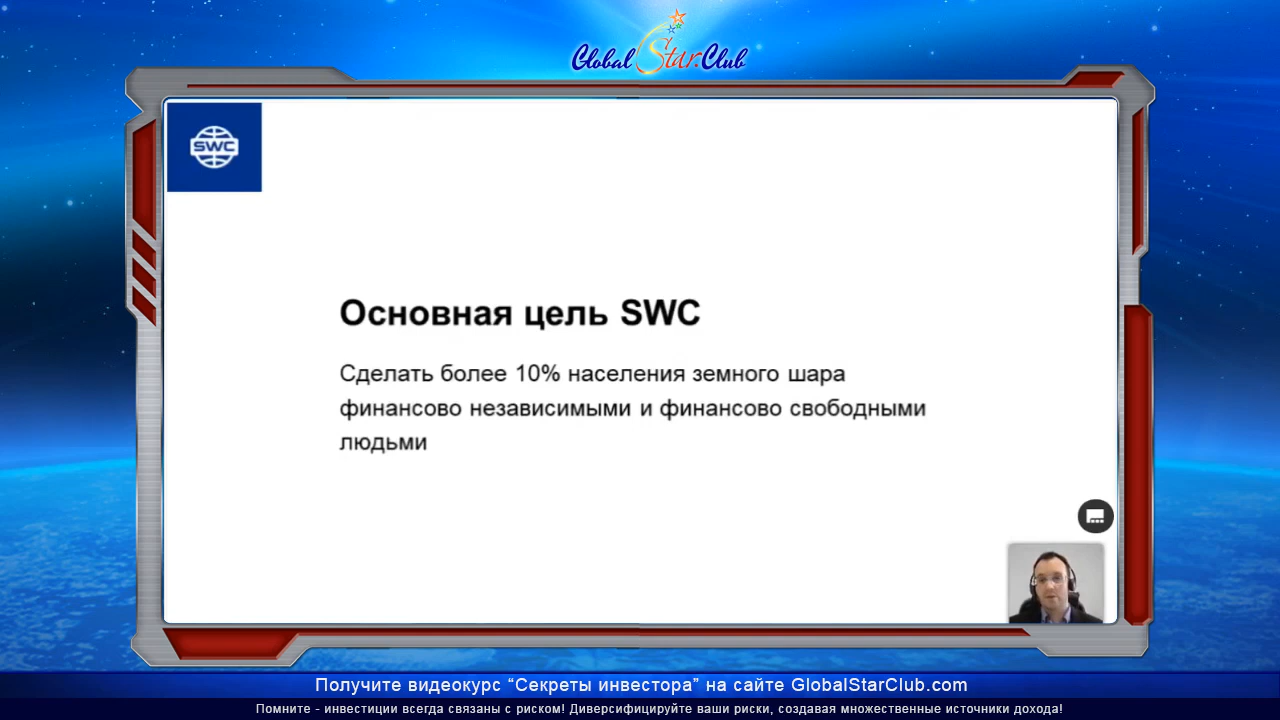 Global Star.Club
SWC
Основная цель SWC
Сделать более 10% населения земного шара
финансово независимыми и финансово свободными
людьми
Получите видеокурс “Секреты инвестора” на сайте GlobalStarClub.com
Помните - инвестиции всегда связаны с риском! Диверсифицируйте ваши риски, создавая множественные источники дохода!